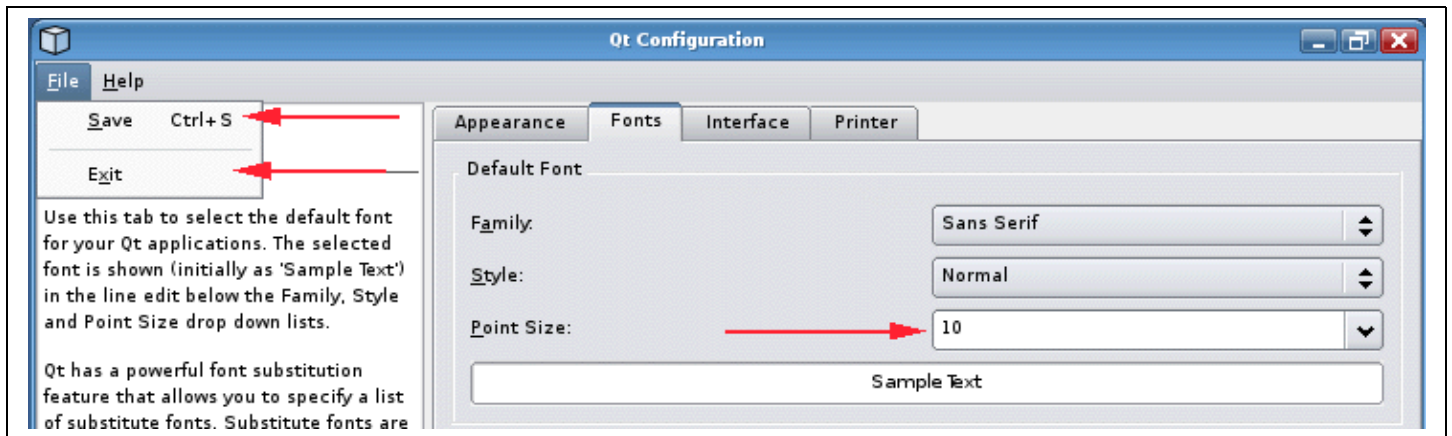 Qt Configuration
File Help
Save Ctrl+S
Exit
Use this tab to select the default font
for your Qt applications. The selected
font is shown (initially as 'Sample Text')
in the line edit below the Family, Style
and Point Size drop down lists.
Qt has a powerful font substitution
feature that allows you to specify a list
of substitute fonts. Substitute fonts are
Appearance Fonts Interface Printer
Default Font
Family: Sans Serif
Style: Normal
Point Size: 10
Sample Text